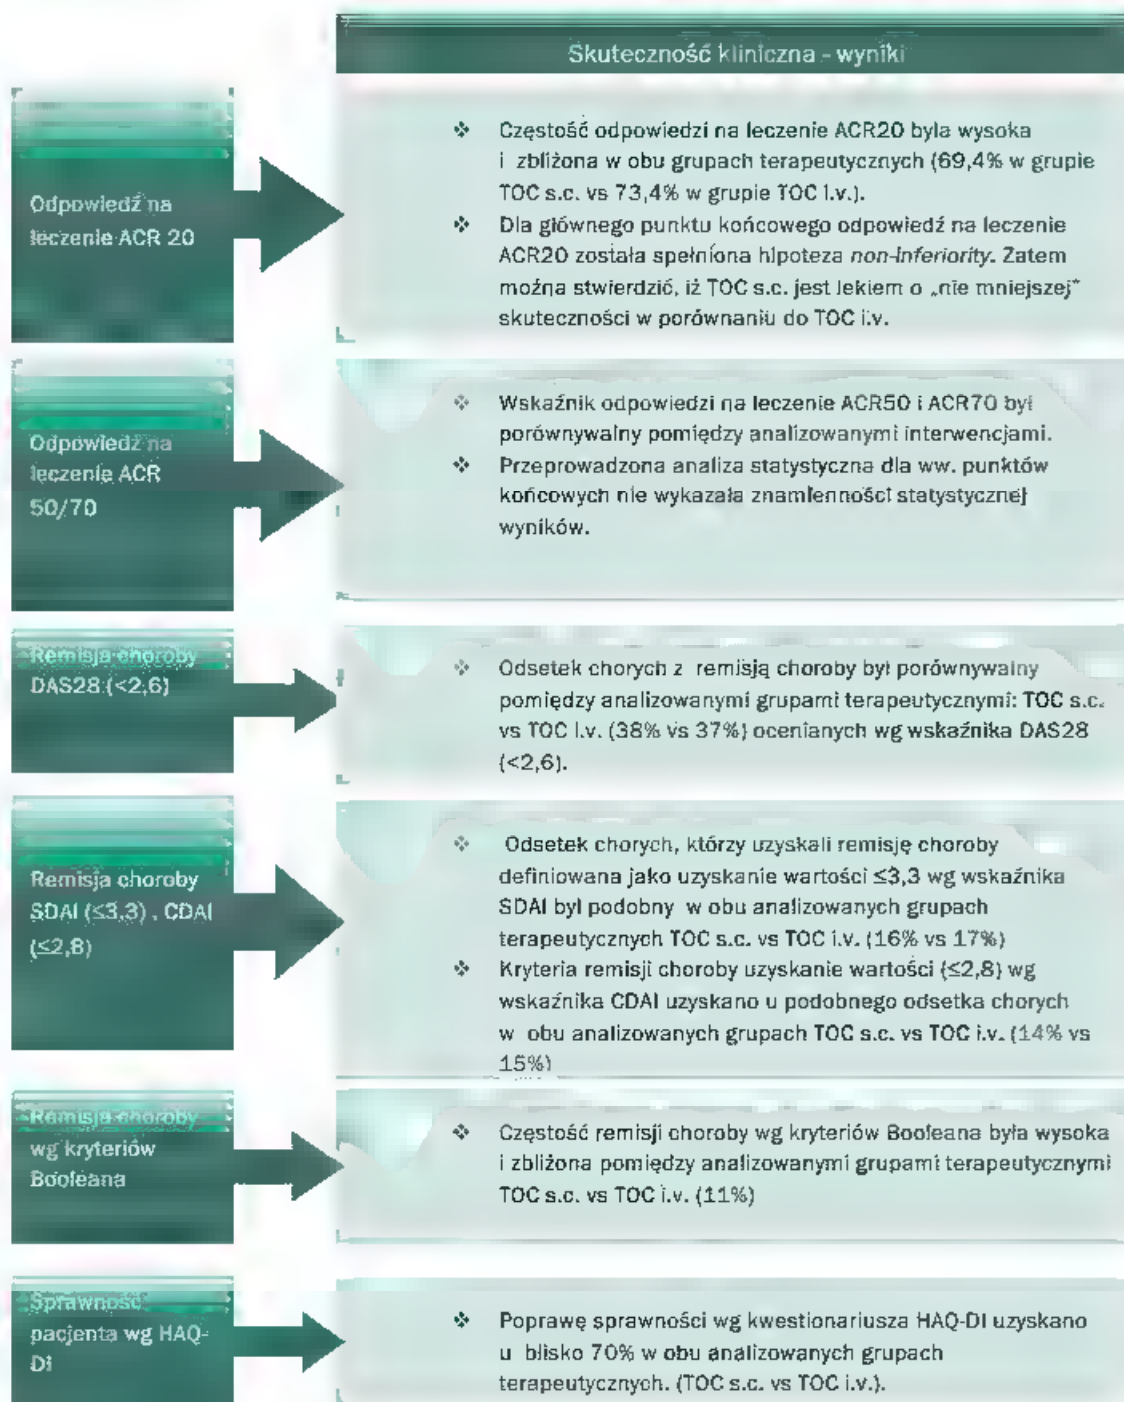 Skuteczność kliniczna - wyniki
Odpowiedź na
leczenie ACR 20
❖ Częstość odpowiedzi na leczenie ACR20 była wysoka
i zbliżona w obu grupach terapeutycznych (69,4% w grupie
TOC s.c. vs 73,4% w grupie TOC i.v.).
❖ Dla głównego punktu końcowego odpowiedź na leczenie
ACR20 została spełniona hipoteza non-inferiority. Zatem
można stwierdzić, iż TOC s.c. jest lekiem o „nie mniejszej"
skuteczności w porównaniu do TOC i.v.
Odpowiedź na
leczenie ACR
50/70
❖ Wskaźnik odpowiedzi na leczenie ACR50 i ACR70 był
porównywalny pomiędzy analizowanymi interwencjami.
❖ Przeprowadzona analiza statystyczna dla ww. punktów
końcowych nie wykazała znamienności statystycznej
wyników.
Remisja choroby
DAS28 (<2,6)
❖ Odsetek chorych z remisją choroby był porównywalny
pomiędzy analizowanymi grupami terapeutycznymi: TOC s.c.
vs TOC i.v. (38% vs 37%) ocenianych wg wskaźnika DAS28
(<2,6).
Remisja choroby
SDAI (≤3,3) , CDAI
(≤2,8)
❖ Odsetek chorych, którzy uzyskali remisję choroby
definiowana jako uzyskanie wartości ≤3,3 wg wskaźnika
SDAI był podobny w obu analizowanych grupach
terapeutycznych TOC s.c. vs TOC i.v. (16% vs 17%)
❖ Kryteria remisji choroby uzyskanie wartości (≤2,8) wg
wskaźnika CDAI uzyskano u podobnego odsetka chorych
w obu analizowanych grupach TOC s.c. vs TOC i.v. (14% vs
15%)
Remisja choroby
wg kryteriów
Booleana
❖ Częstość remisji choroby wg kryteriów Booleana była wysoka
i zbliżona pomiędzy analizowanymi grupami terapeutycznymi
TOC s.c. vs TOC i.v. (11%)
Sprawność
pacjenta wg HAQ-
DI
❖ Poprawę sprawności wg kwestionariusza HAQ-DI uzyskano
u blisko 70% w obu analizowanych grupach
terapeutycznych. (TOC s.c. vs TOC i.v.).